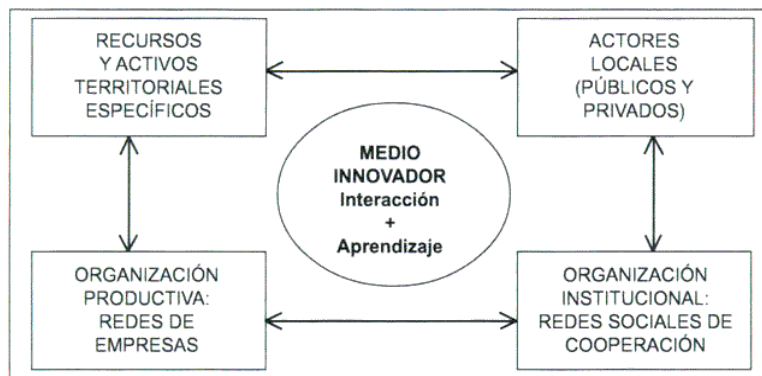 RECURSOS
Y ACTIVOS
TERRITORIALES
ESPECÍFICOS
ACTORES
LOCALES
(PÚBLICOS Y
PRIVADOS)
MEDIO
INNOVADOR
Interacción
+
Aprendizaje
ORGANIZACIÓN
PRODUCTIVA:
REDES DE
EMPRESAS
ORGANIZACIÓN
INSTITUCIONAL:
REDES SOCIALES DE
COOPERACIÓN